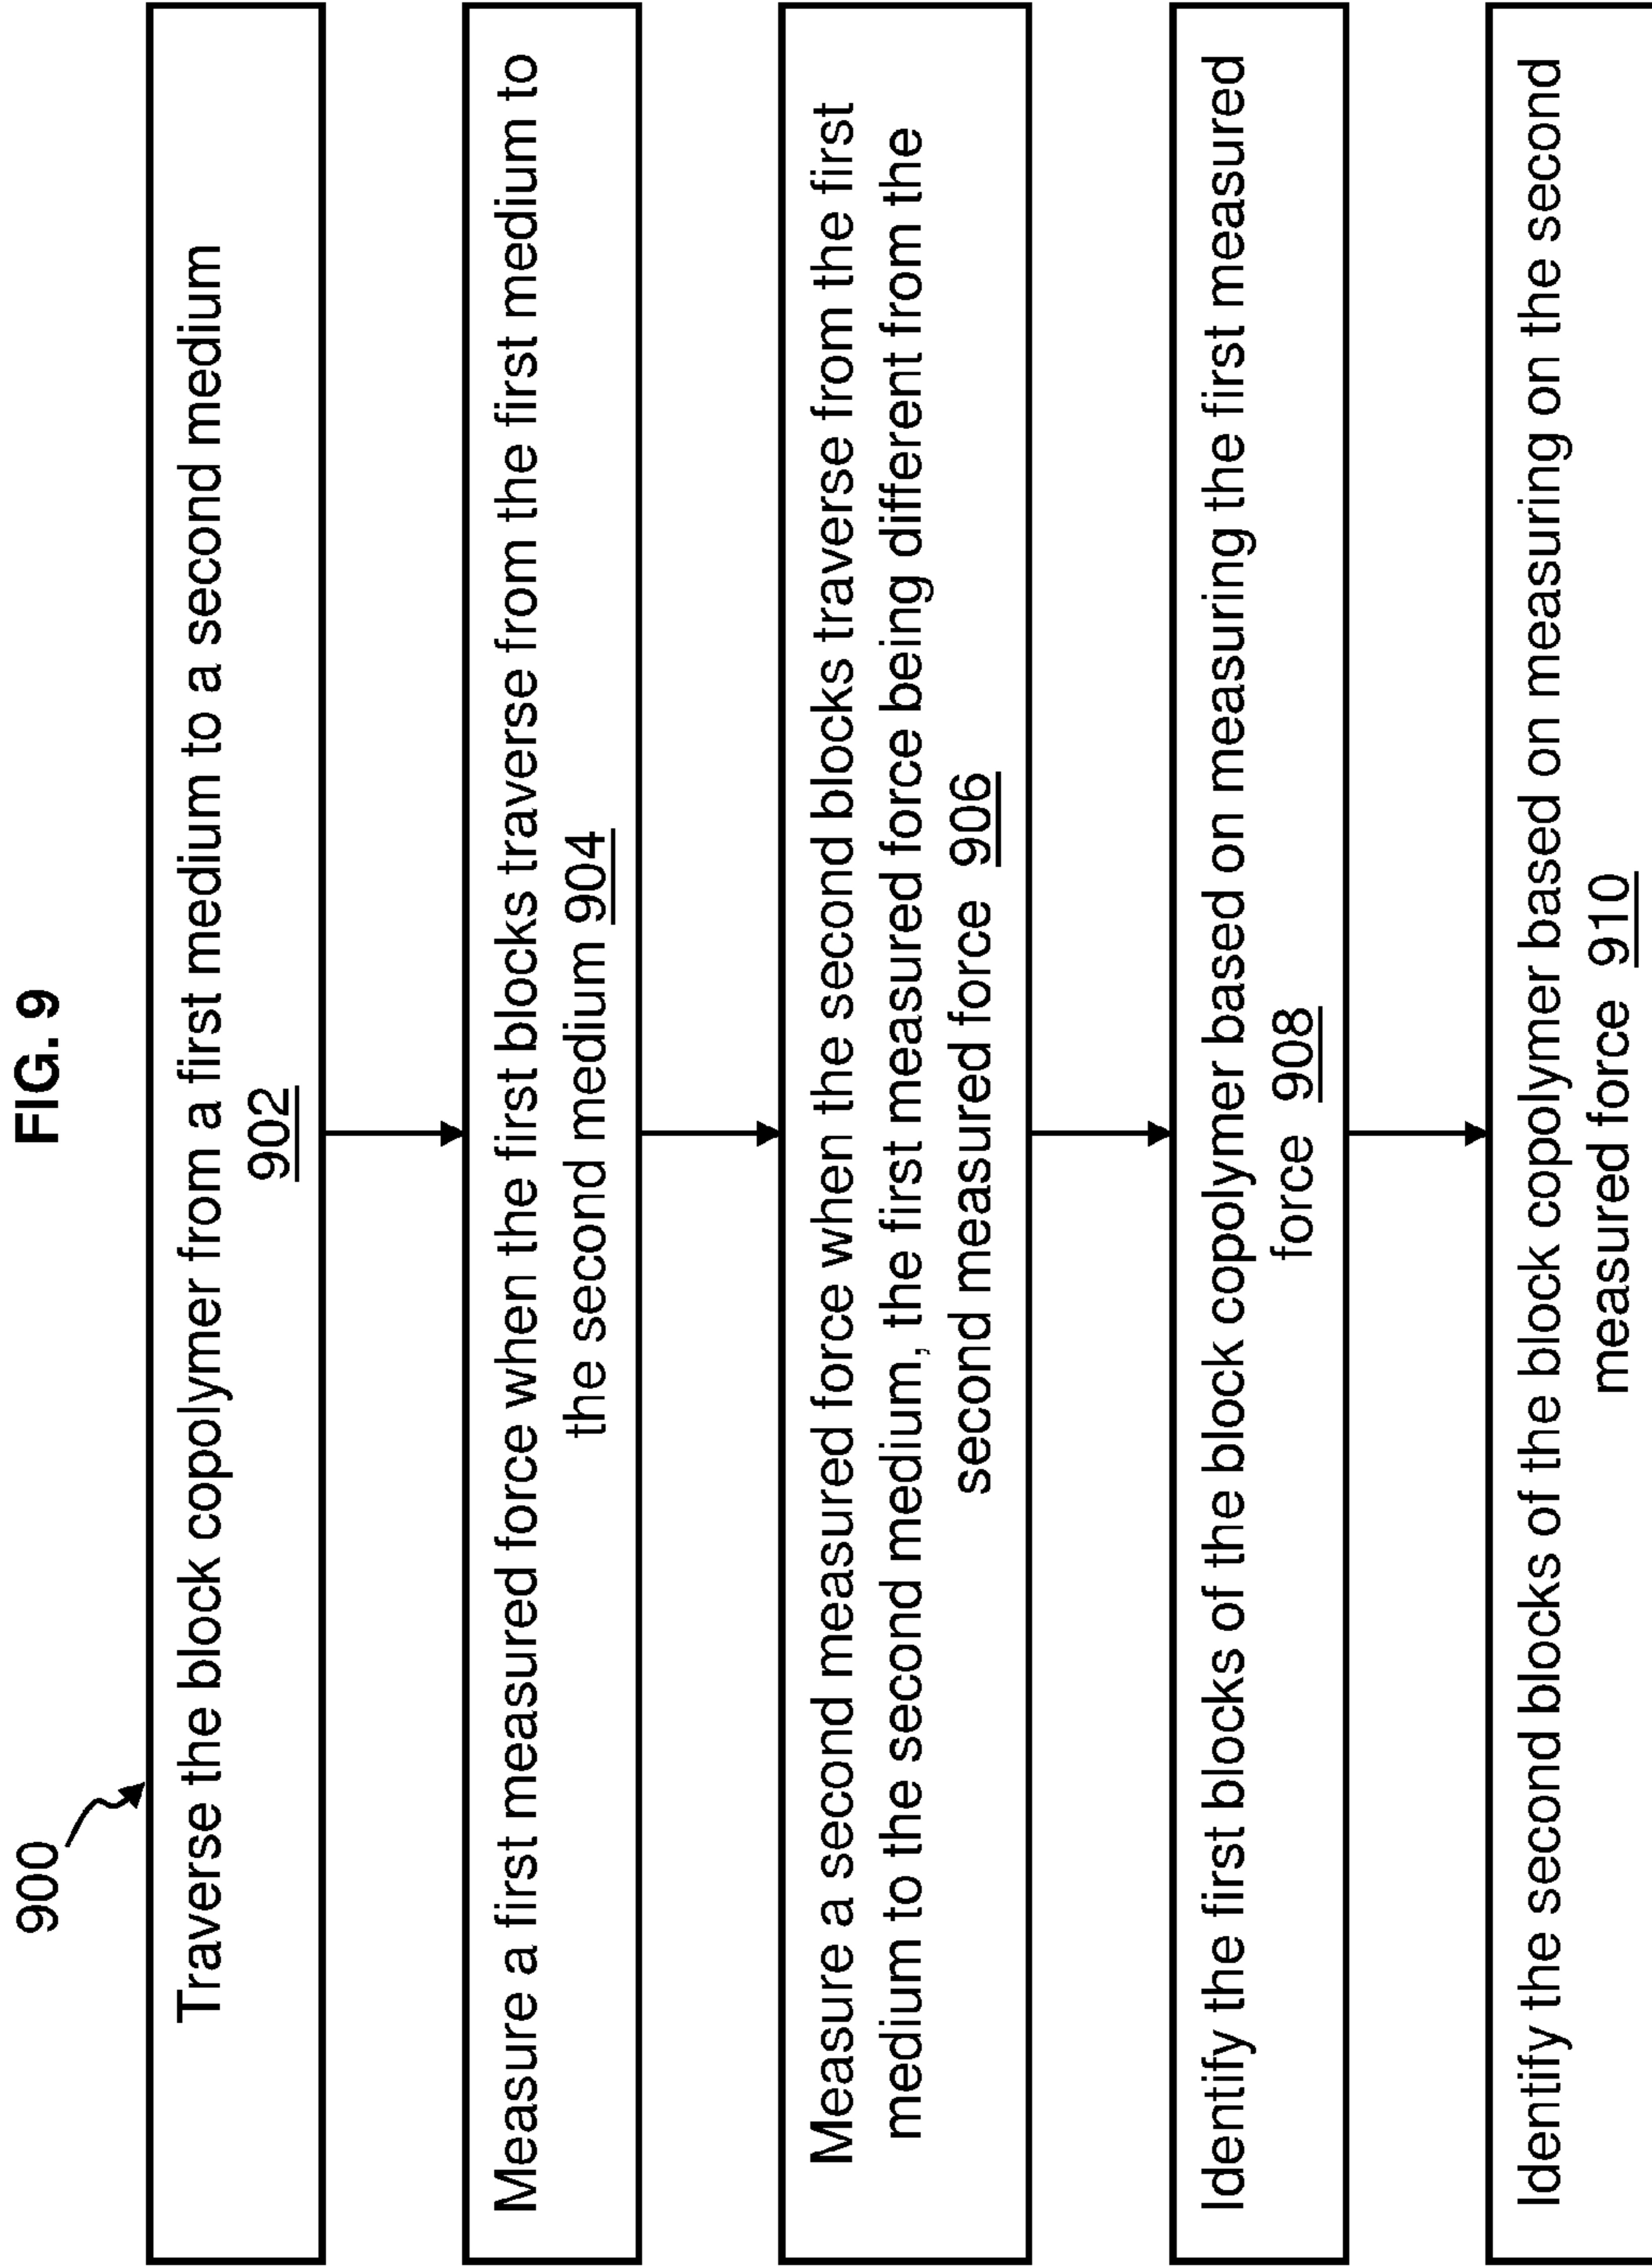 FIG. 9
900
Traverse the block copolymer from a first medium to a second medium
902
Measure a first measured force when the first blocks traverse from the first medium to
the second medium 904
Measure a second measured force when the second blocks traverse from the first
medium to the second medium, the first measured force being different from the
second measured force 906
Identify the first blocks of the block copolymer based on measuring the first measured
force 908
Identify the second blocks of the block copolymer based on measuring on the second
measured force 910